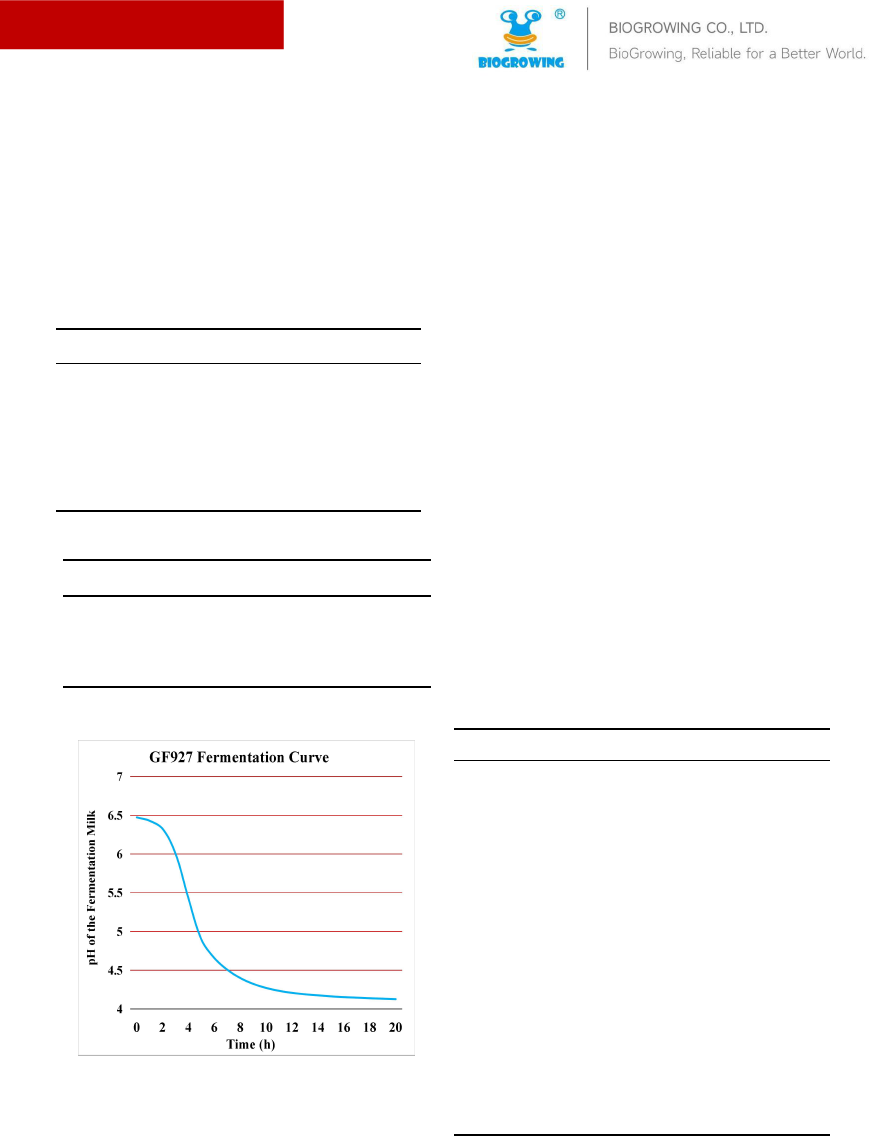 ®
BIOGROWING
BIOGROWING CO., LTD.
BioGrowing, Reliable for a Better World.
GF927 Fermentation Curve
pH of the Fermentation Milk
7
6.5
6
5.5
5
4.5
4
0 2 4 6 8 10 12 14 16 18 20
Time (h)